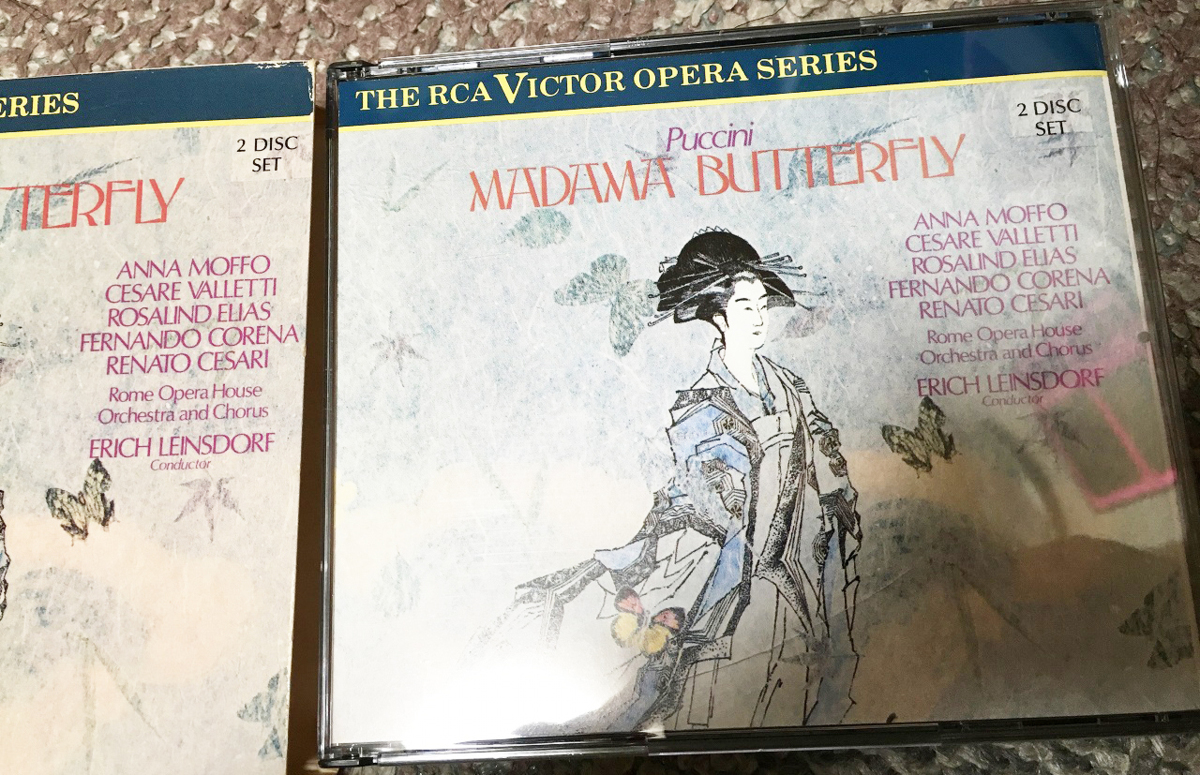 ERIES
2 DISC
SET
TTERFLY
ANNA MOFFO
CESARE VALLETTI
ROSALIND ELIAS
FERNANDO CORENA
RENATO CESARI
Rome Opera House
Orchestra and Chorus
ERICH LEINSDORF
Conductor
THE RCA VICTOR OPERA SERIES
2 DISC
SET
Puccini
MADAMA BUTTERFLY
ANNA MOFFO
CESARE VALLETTI
ROSALIND ELIAS
FERNANDO CORENA
RENATO CESARI
Rome Opera House
Orchestra and Chorus
ERICH LEINSDORF
Conductor